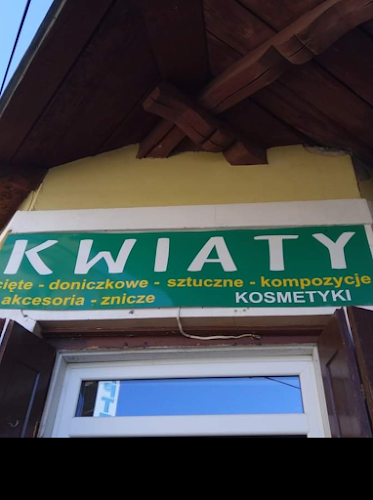 KWIATY
cięte - doniczkowe - sztuczne - kompozycje
akcesoria - znicze KOSMETYKI